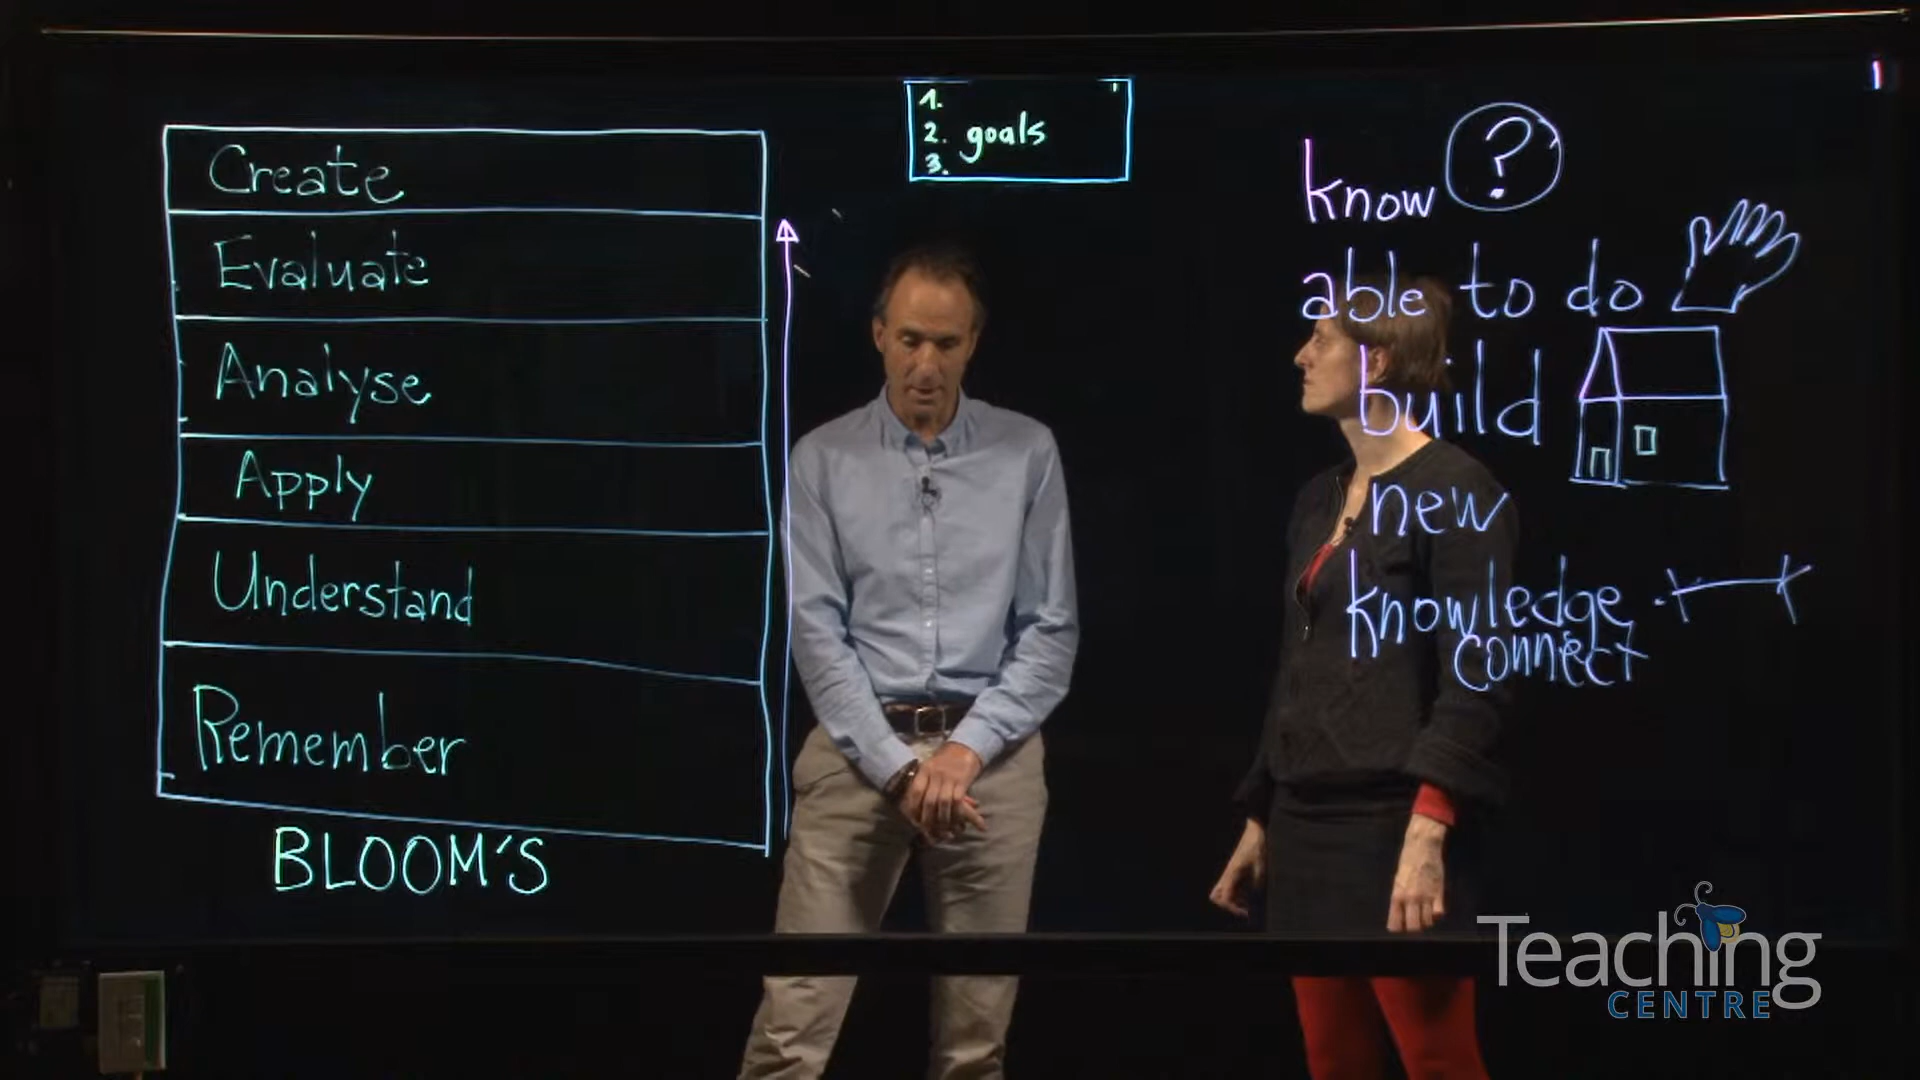 Create
Evaluate
Analyse
Apply
Understand
Remember
BLOOM'S
1.
2. goals
3.
know ?
able to do
build
new
knowledge
connect
Teaching
CENTRE